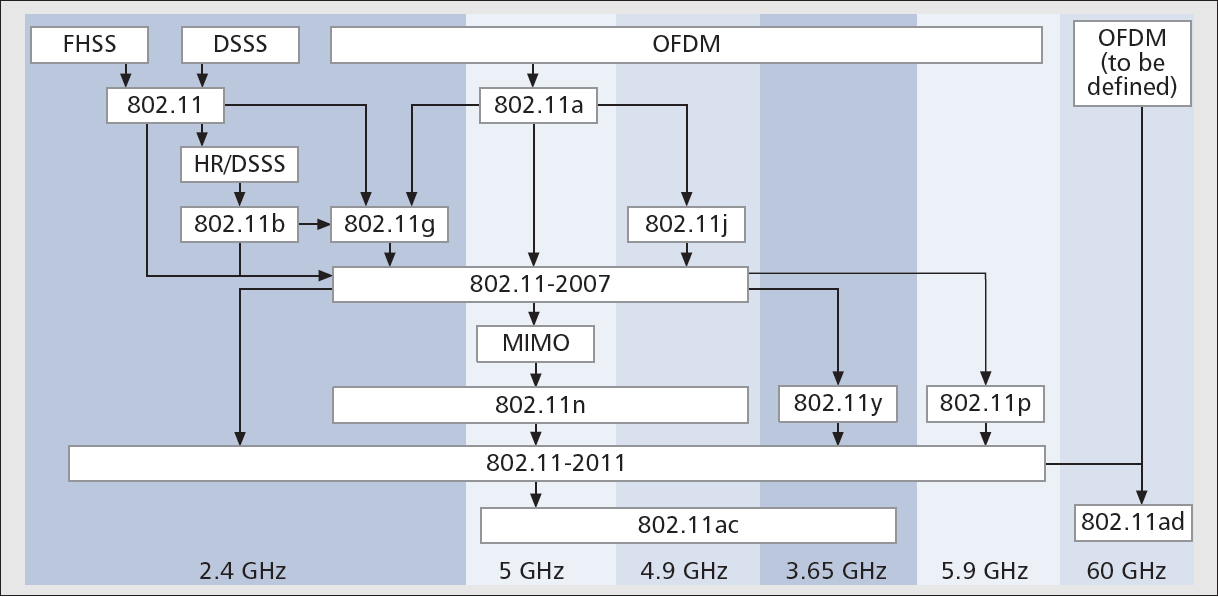 FHSS
DSSS
OFDM
OFDM
(to be
defined)
802.11
802.11a
HR/DSSS
802.11b
802.11g
802.11j
802.11-2007
MIMO
802.11n
802.11y
802.11p
802.11-2011
802.11ac
802.11ad
2.4 GHz
5 GHz
4.9 GHz
3.65 GHz
5.9 GHz
60 GHz